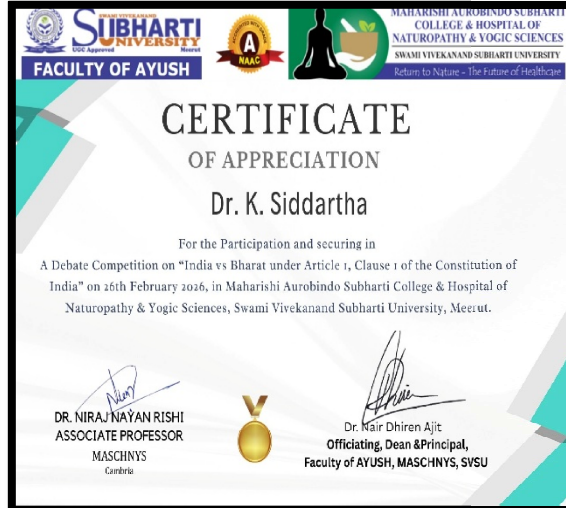 SWAMI VIVEKANAND
SUBHARTI
UNIVERSITY
UGC Approved Meerut
FACULTY OF AYUSH
A
NAAC
MAHARISHI AUROBINDO SUBHARTI
COLLEGE & HOSPITAL OF
NATUROPATHY & YOGIC SCIENCES
SWAMI VIVEKANAND SUBHARTI UNIVERSITY
Return to Nature – The Future of Healthcare
CERTIFICATE
OF APPRECIATION
Dr. K. Siddartha
For the Participation and securing in
A Debate Competition on “India vs Bharat under Article 1, Clause 1 of the Constitution of
India” on 26th February 2026, in Maharishi Aurobindo Subharti College & Hospital of
Naturopathy & Yogic Sciences, Swami Vivekanand Subharti University, Meerut.
DR. NIRAJ NAYAN RISHI
ASSOCIATE PROFESSOR
MASCHNYS
Cambria
Dr. Nair Dhiren Ajit
Officiating, Dean &Principal,
Faculty of AYUSH, MASCHNYS, SVSU